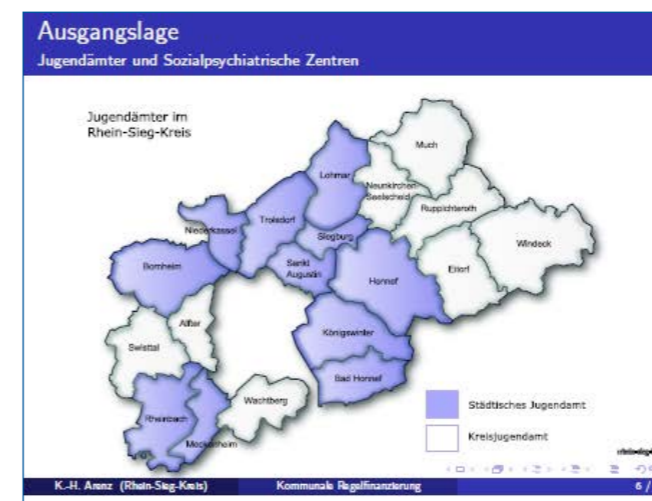 Ausgangslage
Jugendämter und Sozialpsychiatrische Zentren
Jugendämter im
Rhein-Sieg-Kreis
Much
Lohmar
Neunkirchen-
Seelscheid
Ruppichteroth
Niederkassel
Troisdorf
Siegburg
Windeck
Bornheim
Sankt
Augustin
Hennef
Eitorf
Alfter
Königswinter
Swisttal
Bad Honnef
Wachtberg
Rheinbach
Meckenheim
Städtisches Jugendamt
Kreisjugendamt
K.-H. Arenz (Rhein-Sieg-Kreis) Kommunale Regelfinanzierung 6 /